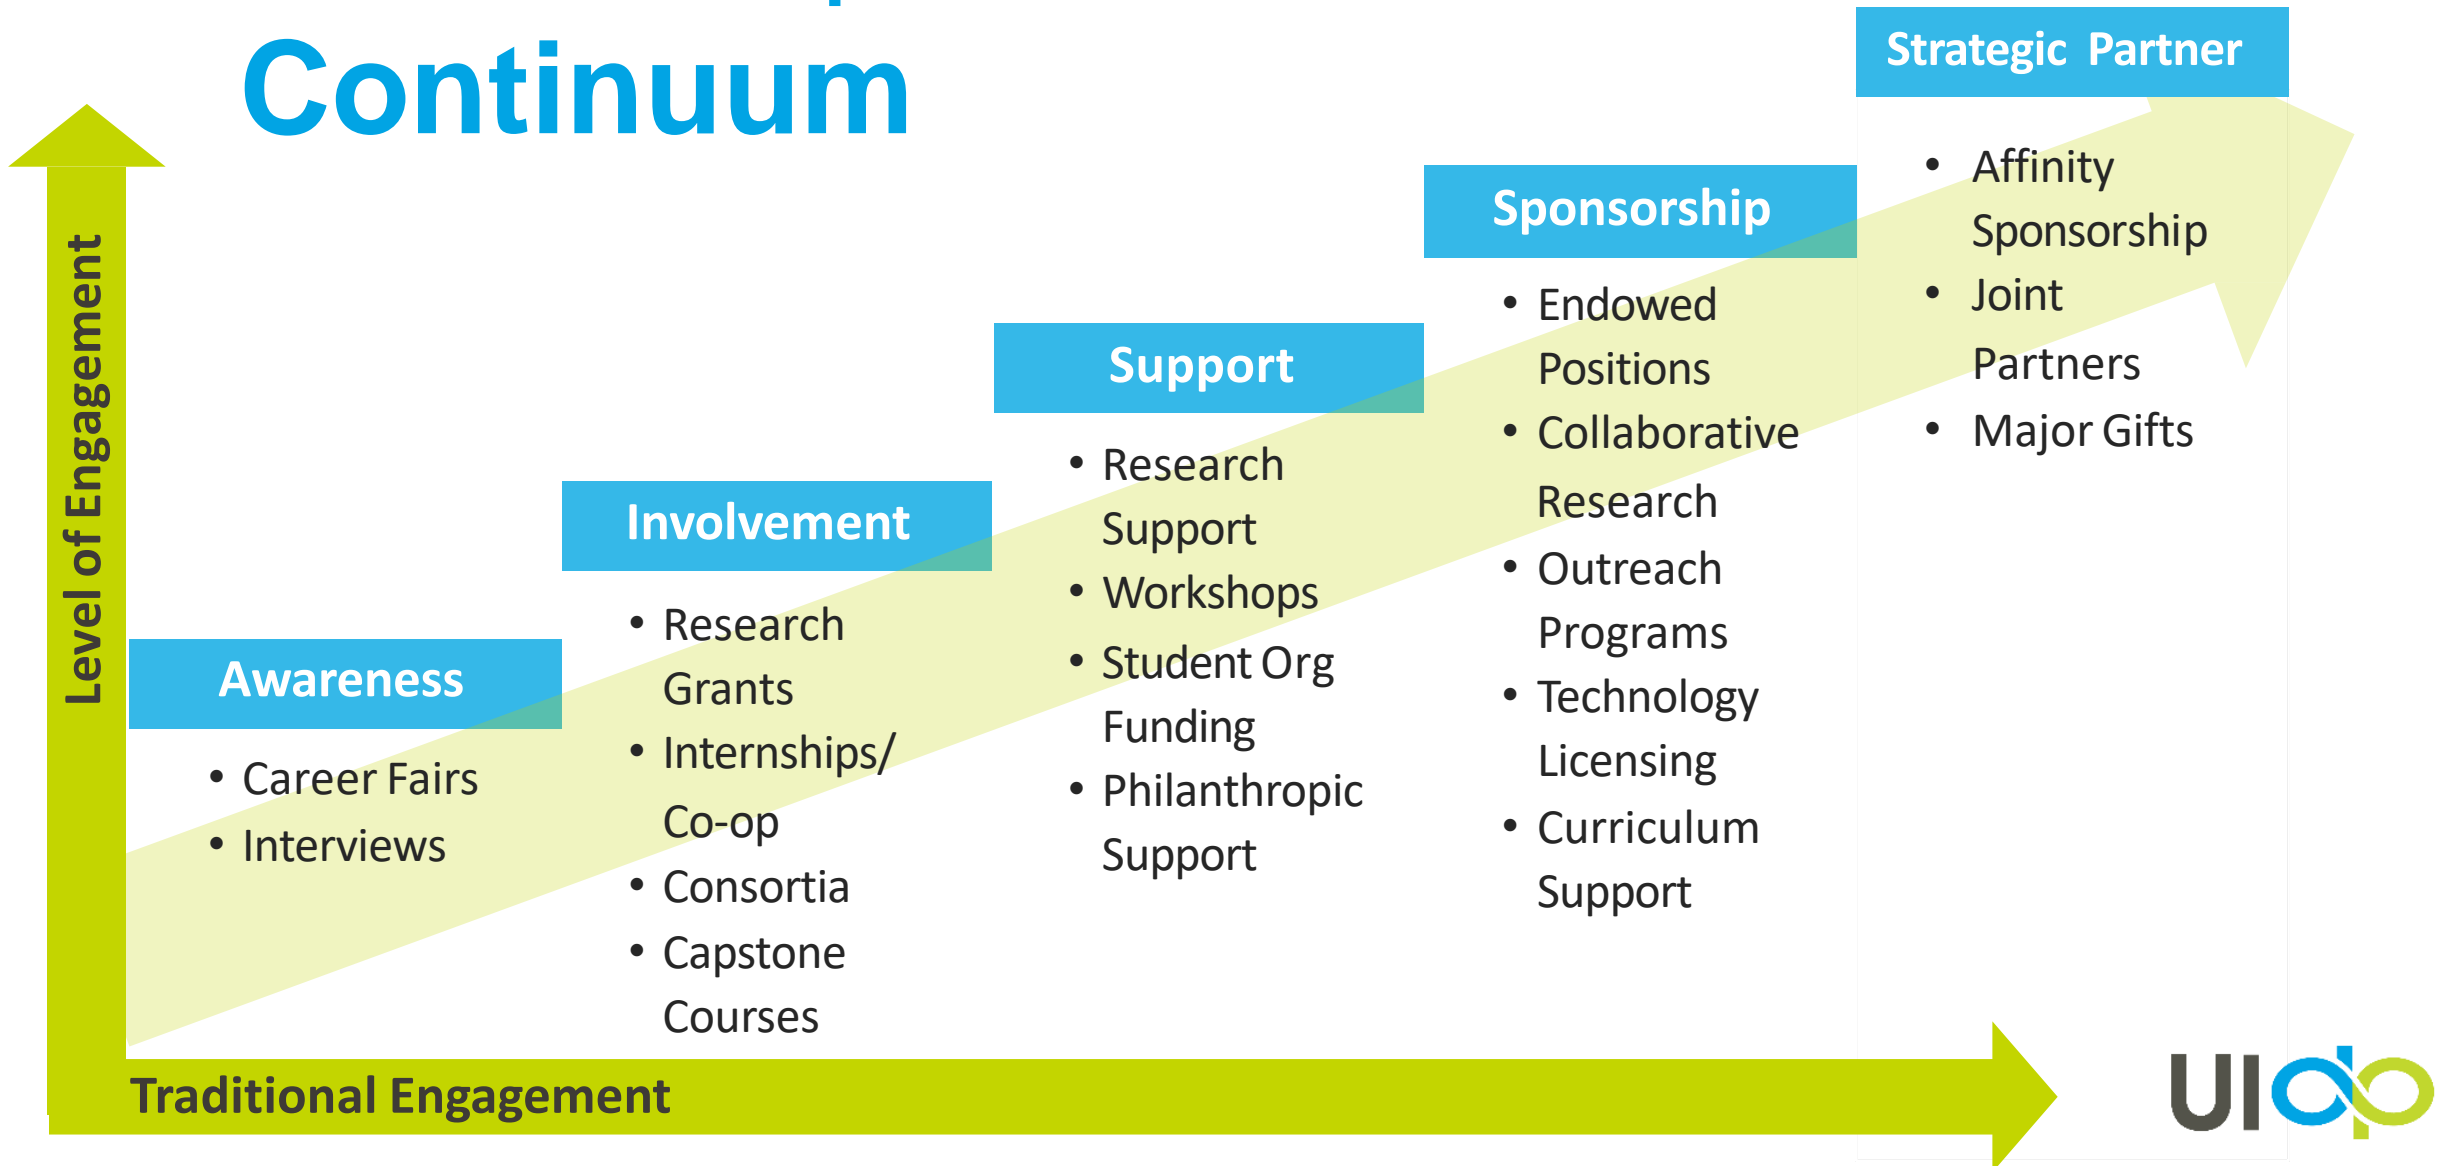 Continuum
Strategic Partner
• Affinity
Sponsorship
• Joint
Partners
• Major Gifts
Sponsorship
• Endowed
Positions
• Collaborative
Research
• Outreach
Programs
• Technology
Licensing
• Curriculum
Support
Support
• Research
Support
• Workshops
• Student Org
Funding
• Philanthropic
Support
Involvement
• Research
Grants
• Internships/
Co-op
• Consortia
• Capstone
Courses
Awareness
• Career Fairs
• Interviews
Level of Engagement
Traditional Engagement
UIdp